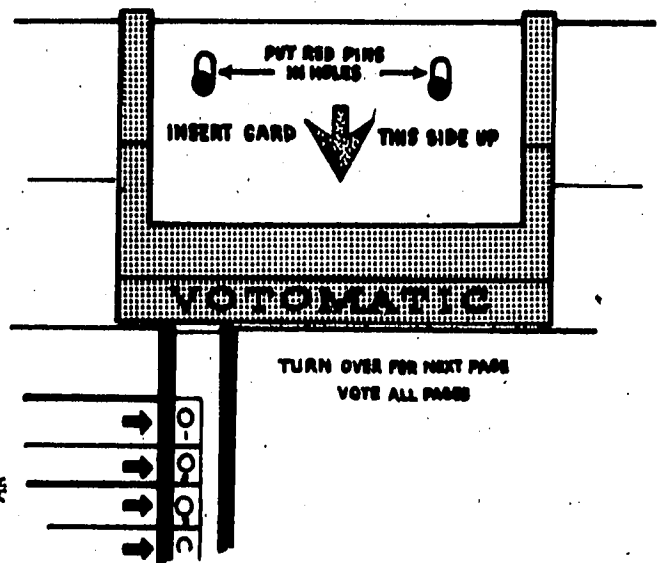 PUT RED PINS
IN HOLES
INSERT CARD THIS SIDE UP
VOTOMATIC
TURN OVER FOR NEXT PAGE
VOTE ALL PAGES